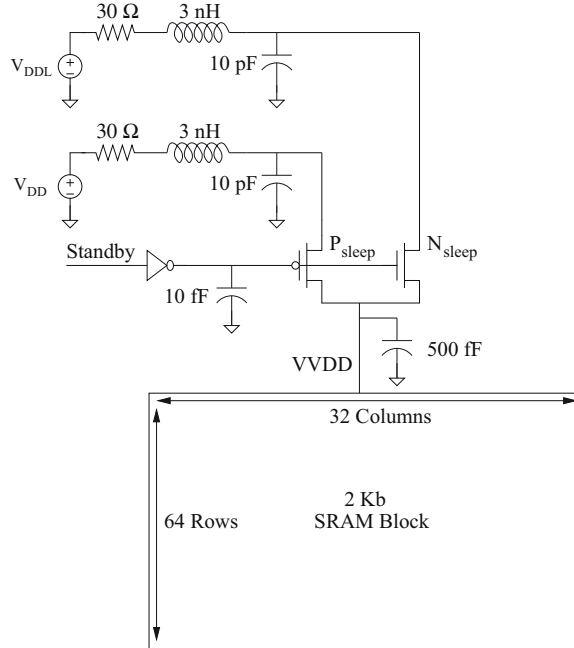 30 Ω
3 nH
V_DDL
10 pF
30 Ω
3 nH
V_DD
10 pF
Standby
P_sleep
N_sleep
10 fF
VVDD
500 fF
32 Columns
64 Rows
2 Kb
SRAM Block